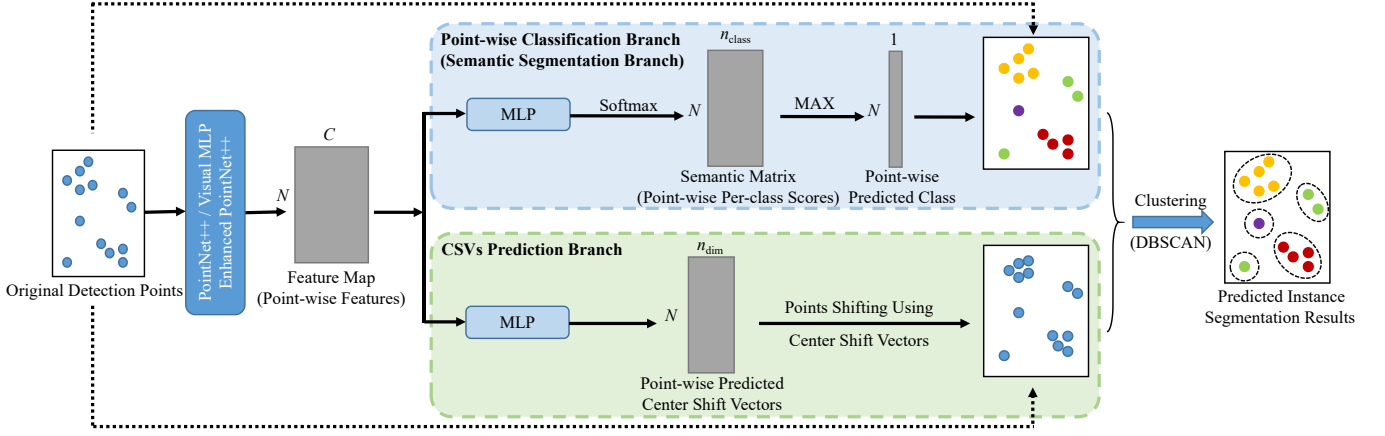 Original Detection Points
PointNet++ / Visual MLP
Enhanced PointNet++
C
N
Feature Map
(Point-wise Features)
Point-wise Classification Branch
(Semantic Segmentation Branch)
MLP
Softmax
n_class
N
Semantic Matrix
(Point-wise Per-class Scores)
MAX
1
N
Point-wise
Predicted Class
CSVs Prediction Branch
MLP
n_dim
N
Point-wise Predicted
Center Shift Vectors
Points Shifting Using
Center Shift Vectors
Clustering
(DBSCAN)
Predicted Instance
Segmentation Results